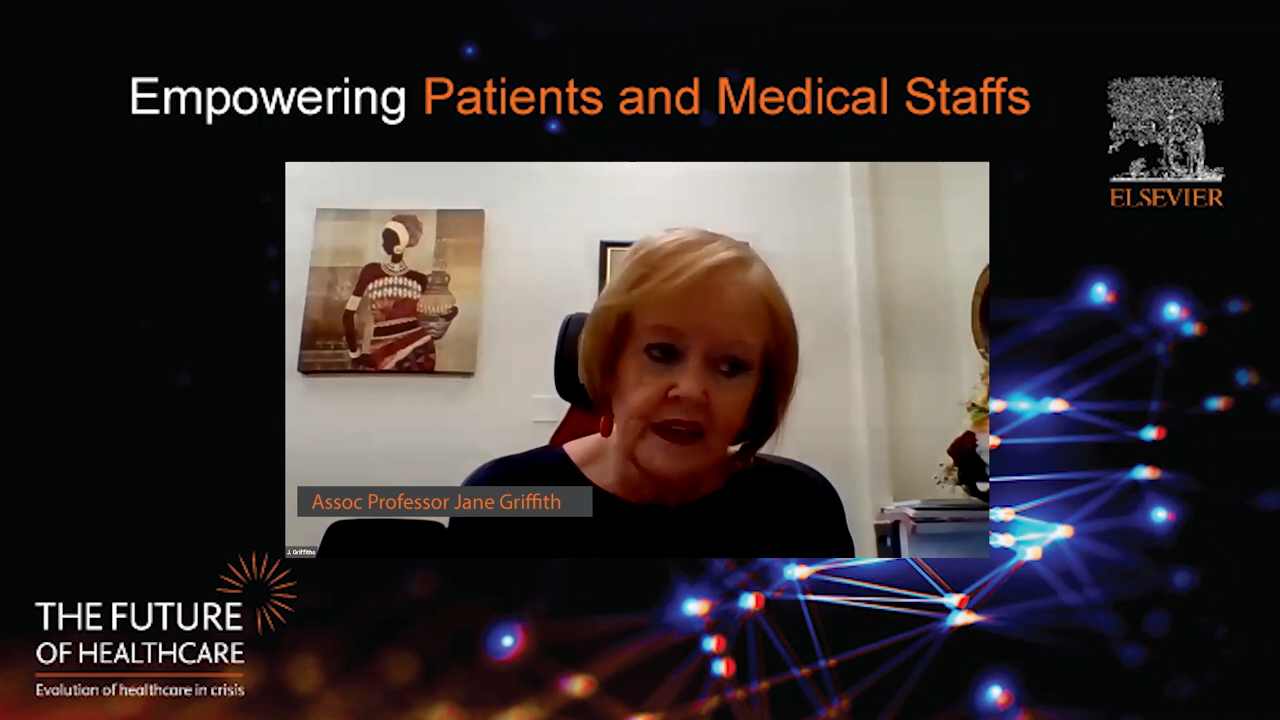 Empowering Patients and Medical Staffs
ELSEVIER
Assoc Professor Jane Griffith
J. Griffiths
THE FUTURE
OF HEALTHCARE
Evolution of healthcare in crisis